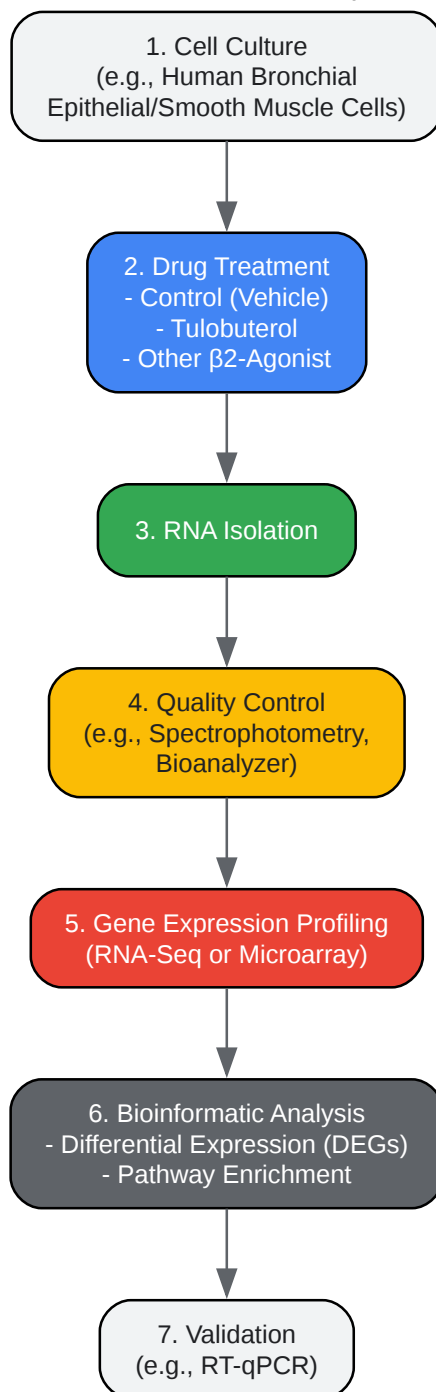 1. Cell Culture
(e.g., Human Bronchial
Epithelial/Smooth Muscle Cells)
2. Drug Treatment
- Control (Vehicle)
- Tulobuterol
- Other β2-Agonist
3. RNA Isolation
4. Quality Control
(e.g., Spectrophotometry,
Bioanalyzer)
5. Gene Expression Profiling
(RNA-Seq or Microarray)
6. Bioinformatic Analysis
- Differential Expression (DEGs)
- Pathway Enrichment
7. Validation
(e.g., RT-qPCR)